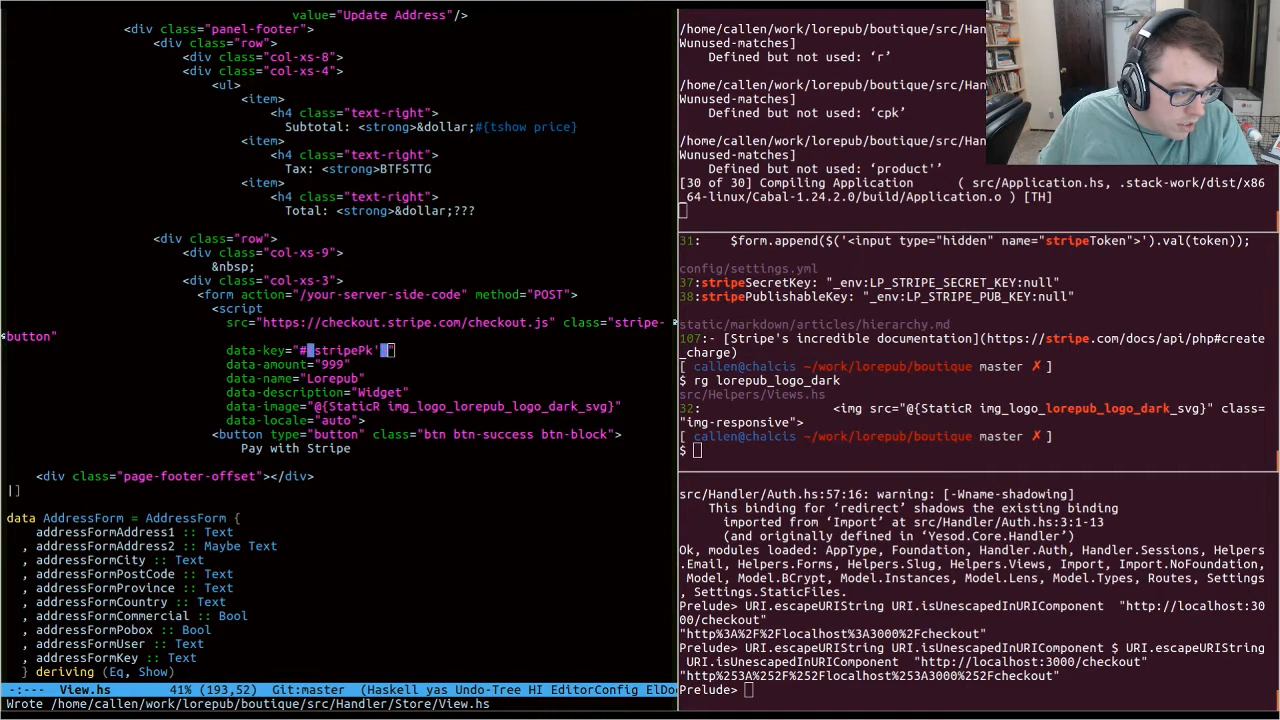 value="Update Address"/>
<div class="panel-footer">
<div class="row">
<div class="col-xs-8">
<div class="col-xs-4">
<ul>
<item>
<h4 class="text-right">
Subtotal: <strong>&dollar;#{tshow price}
<item>
<h4 class="text-right">
Tax: <strong>BTFSTTG
<item>
<h4 class="text-right">
Total: <strong>&dollar;???
<div class="row">
<div class="col-xs-9">
&nbsp;
<div class="col-xs-3">
<form action="/your-server-side-code" method="POST">
<script
src="https://checkout.stripe.com/checkout.js" class="stripe-
button"
data-key="#{stripePk'}"
data-amount="999"
data-name="Lorepub"
data-description="Widget"
data-image="@{StaticR img_logo_lorepub_logo_dark_svg}"
data-locale="auto">
<button type="button" class="btn btn-success btn-block">
Pay with Stripe
<div class="page-footer-offset"></div>
|]
data AddressForm = AddressForm {
addressFormAddress1 :: Text
, addressFormAddress2 :: Maybe Text
, addressFormCity :: Text
, addressFormPostCode :: Text
, addressFormProvince :: Text
, addressFormCountry :: Text
, addressFormCommercial :: Bool
, addressFormPobox :: Bool
, addressFormUser :: Text
, addressFormKey :: Text
} deriving (Eq, Show)
-:--- View.hs 41% (193,52) Git:master (Haskell yas Undo-Tree HI EditorConfig ElDo
Wrote /home/callen/work/lorepub/boutique/src/Handler/Store/View.hs
/home/callen/work/lorepub/boutique/src/Han
Wunused-matches]
Defined but not used: ‘r’
/home/callen/work/lorepub/boutique/src/Han
Wunused-matches]
Defined but not used: ‘cpk’
/home/callen/work/lorepub/boutique/src/Han
Wunused-matches]
Defined but not used: ‘product'’
[30 of 30] Compiling Application ( src/Application.hs, .stack-work/dist/x86
_64-linux/Cabal-1.24.2.0/build/Application.o ) [TH]
31: $form.append($('<input type="hidden" name="stripeToken">').val(token));
config/settings.yml
37:stripeSecretKey: "_env:LP_STRIPE_SECRET_KEY:null"
38:stripePublishableKey: "_env:LP_STRIPE_PUB_KEY:null"
static/markdown/articles/hierarchy.md
107:- [Stripe's incredible documentation](https://stripe.com/docs/api/php#create
_charge)
[ callen@chalcis ~/work/lorepub/boutique master ✗ ]
$ rg lorepub_logo_dark
src/Helpers/Views.hs
32: <img src="@{StaticR img_logo_lorepub_logo_dark_svg}" class=
"img-responsive">
[ callen@chalcis ~/work/lorepub/boutique master ✗ ]
$
src/Handler/Auth.hs:57:16: warning: [-Wname-shadowing]
This binding for ‘redirect’ shadows the existing binding
imported from ‘Import’ at src/Handler/Auth.hs:3:1-13
(and originally defined in ‘Yesod.Core.Handler’)
Ok, modules loaded: AppType, Foundation, Handler.Auth, Handler.Sessions, Helpers
.Email, Helpers.Forms, Helpers.Slug, Helpers.Views, Import, Import.NoFoundation,
Model, Model.BCrypt, Model.Instances, Model.Lens, Model.Types, Routes, Settings
, Settings.StaticFiles.
Prelude> URI.escapeURIString URI.isUnescapedInURIComponent "http://localhost:30
00/checkout"
"http%3A%2F%2Flocalhost%3A3000%2Fcheckout"
Prelude> URI.escapeURIString URI.isUnescapedInURIComponent $ URI.escapeURIString
URI.isUnescapedInURIComponent "http://localhost:3000/checkout"
"http%253A%252F%252Flocalhost%253A3000%252Fcheckout"
Prelude>